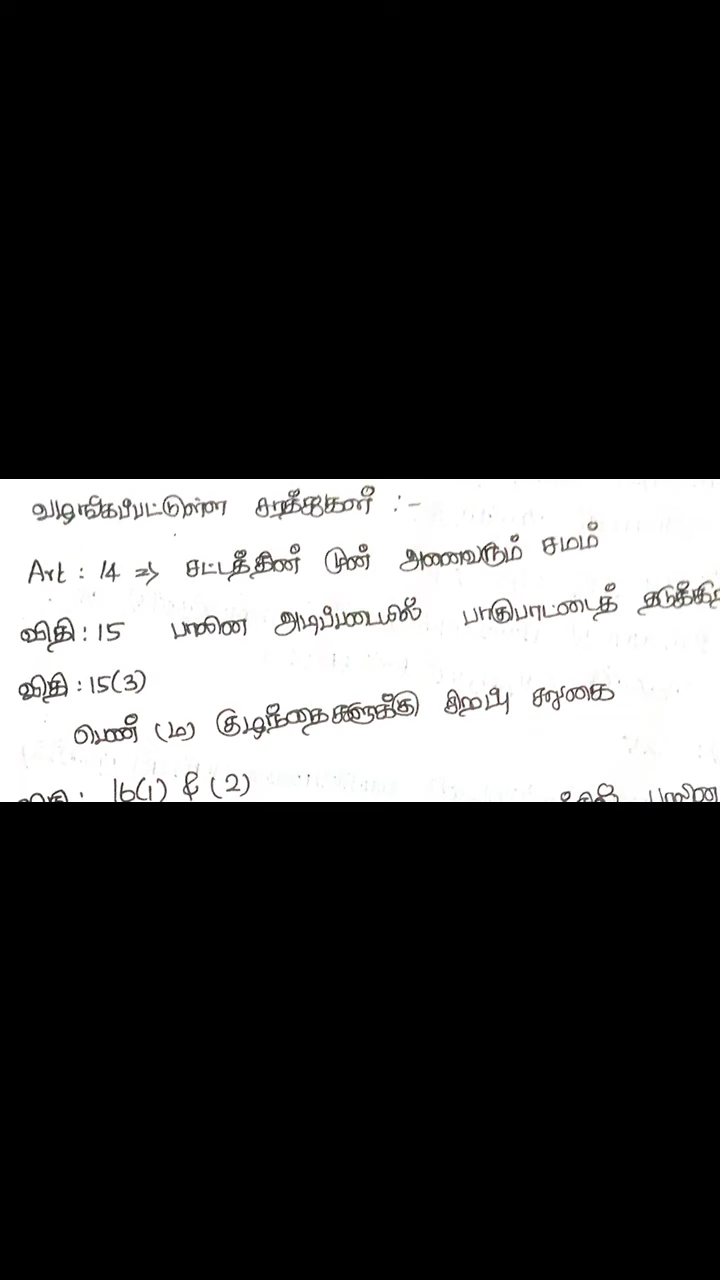 வழங்கப்பட்டுள்ள சரத்துகள் :-
Art : 14 => சட்டத்தின் முன் அனைவரும் சமம்
விதி : 15 பாலின அடிப்படையில் பாகுபாட்டைத்
விதி : 15(3)
பெண் (ம) குழந்தைகளுக்கு சிறப்பு சலுகை
விதி : 16(1) & (2) பாலின